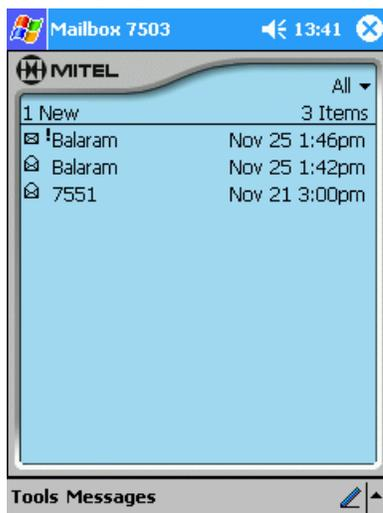 Mailbox 7503 13:41
MITEL
All
1 New 3 Items
!Balaram Nov 25 1:46pm
Balaram Nov 25 1:42pm
7551 Nov 21 3:00pm
Tools Messages